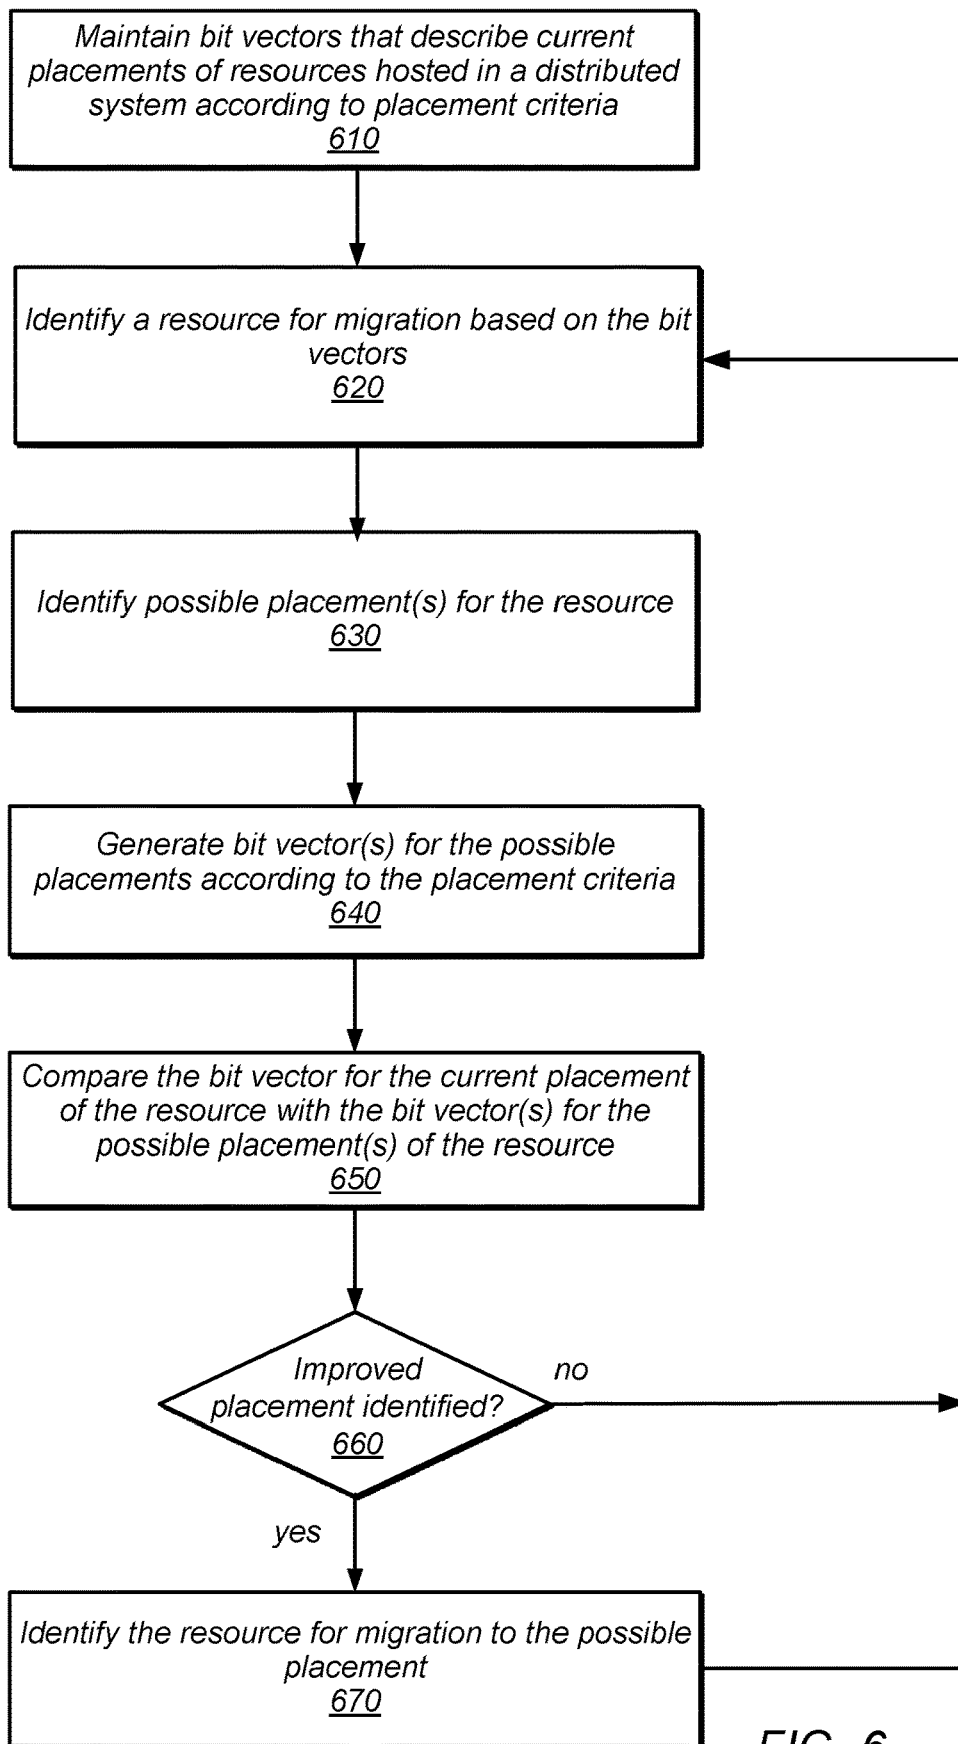 Maintain bit vectors that describe current
placements of resources hosted in a distributed
system according to placement criteria
610
Identify a resource for migration based on the bit
vectors
620
Identify possible placement(s) for the resource
630
Generate bit vector(s) for the possible
placements according to the placement criteria
640
Compare the bit vector for the current placement
of the resource with the bit vector(s) for the
possible placement(s) of the resource
650
Improved
placement identified?
660
no
yes
Identify the resource for migration to the possible
placement
670
FIG. 6